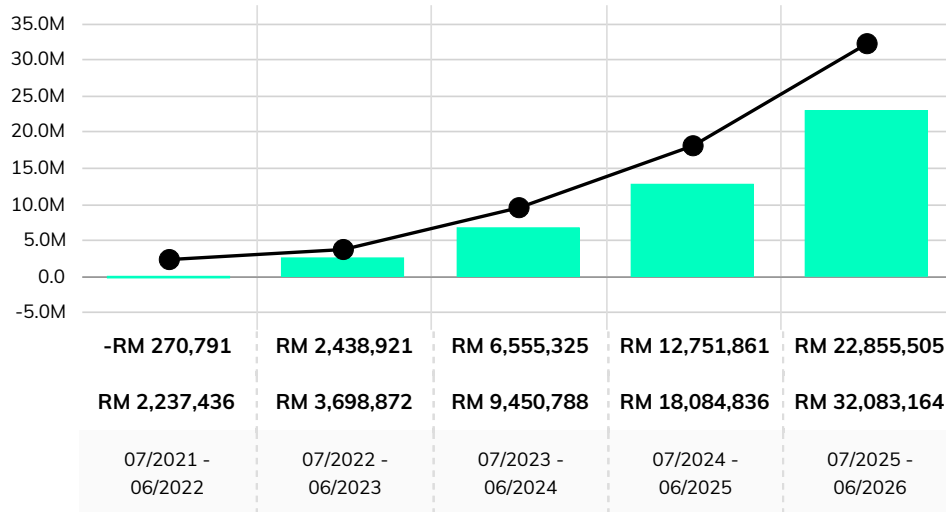 35.0M
30.0M
25.0M
20.0M
15.0M
10.0M
5.0M
0.0
-5.0M
-RM 270,791 RM 2,438,921 RM 6,555,325 RM 12,751,861 RM 22,855,505
RM 2,237,436 RM 3,698,872 RM 9,450,788 RM 18,084,836 RM 32,083,164
07/2021 - 07/2022 - 07/2023 - 07/2024 - 07/2025 -
06/2022 06/2023 06/2024 06/2025 06/2026